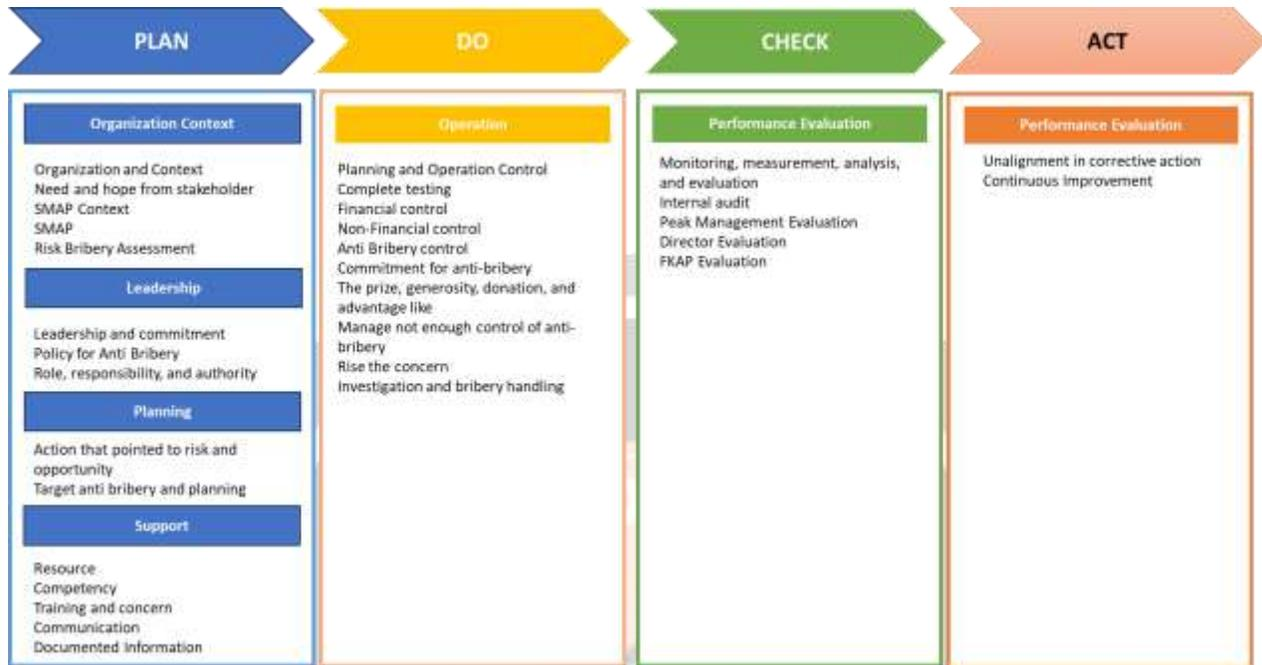 PLAN
DO
CHECK
ACT
Organization Context
Organization and Context
Need and hope from stakeholder
SMAP Context
SMAP
Risk Bribery Assessment
Leadership
Leadership and commitment
Policy for Anti Bribery
Role, responsibility, and authority
Planning
Action that pointed to risk and
opportunity
Target anti bribery and planning
Support
Resource
Competency
Training and concern
Communication
Documented Information
Operation
Planning and Operation Control
Complete testing
Financial control
Non-Financial control
Anti Bribery control
Commitment for anti-bribery
The prize, generosity, donation, and
advantage like
Manage not enough control of anti-
bribery
Rise the concern
Investigation and bribery handling
Performance Evaluation
Monitoring, measurement, analysis,
and evaluation
Internal audit
Peak Management Evaluation
Director Evaluation
FKAP Evaluation
Performance Evaluation
Unalignment in corrective action
Continuous Improvement